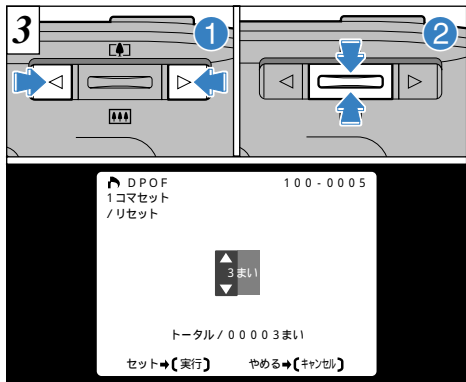 3
1
2
DPOF 100-0005
1コマセット
/リセット
3まい
トータル/00003まい
セット➜【実行】 やめる➜【キャンセル】